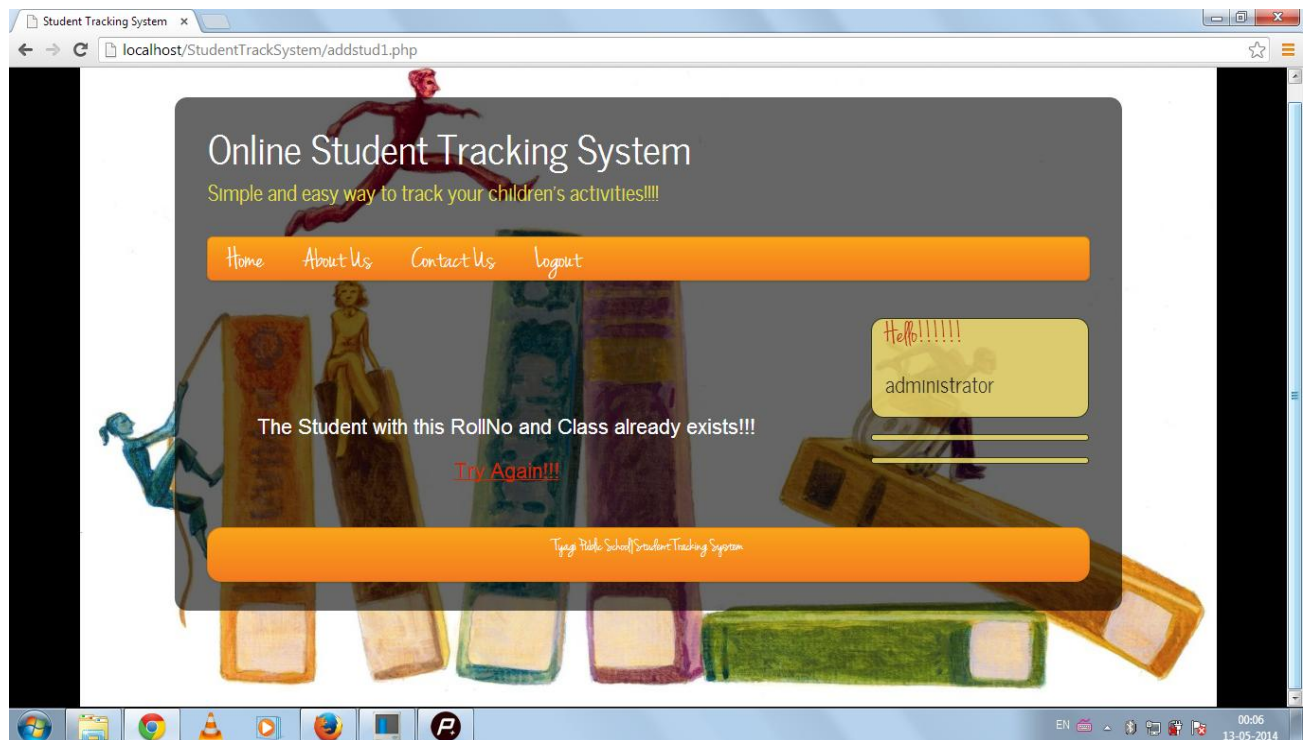 Student Tracking System
localhost/StudentTrackSystem/addstud1.php
Online Student Tracking System
Simple and easy way to track your children's activities!!!!
Home About Us Contact Us Logout
Hello!!!!!!
administrator
The Student with this RollNo and Class already exists!!!
Try Again!!!
Tyagi Public School|Student Tracking System
EN 00:06
13-05-2014